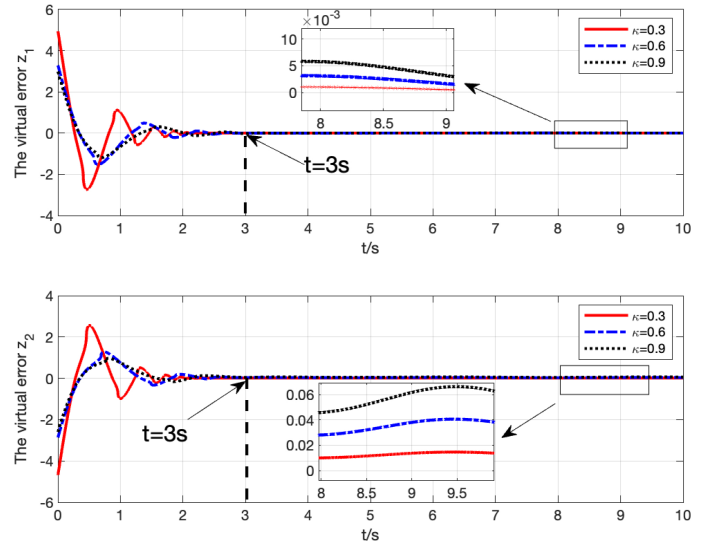 ×10⁻³
6
4
2
0
-2
-4
The virtual error z₁
10
5
0
8
8.5
9
κ=0.3
κ=0.6
κ=0.9
t=3s
0 1 2 3 4 5 6 7 8 9 10
t/s
4
2
0
-2
-4
-6
The virtual error z₂
κ=0.3
κ=0.6
κ=0.9
t=3s
0.06
0.04
0.02
0
8 8.5 9 9.5
0 1 2 3 4 5 6 7 8 9 10
t/s